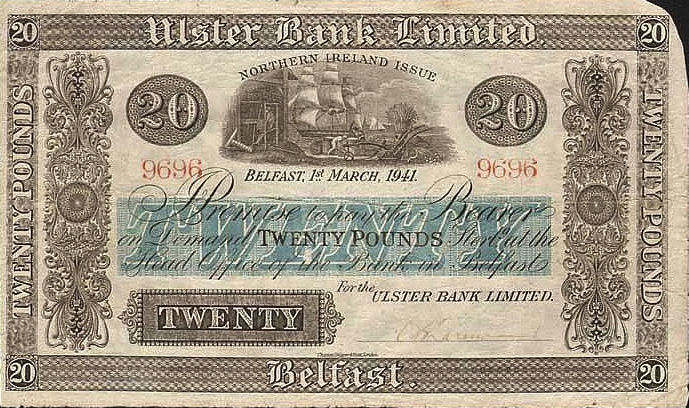 20 Ulster Bank Limited 20
NORTHERN IRELAND ISSUE
20 20
9696 9696
BELFAST, 1st MARCH, 1941.
I Promise to pay the Bearer
TWENTY
on Demand TWENTY POUNDS Sterl at the
Head Office of the Bank in Belfast
For the ULSTER BANK LIMITED.
TWENTY
TWENTY POUNDS
TWENTY POUNDS
20 Belfast. 20